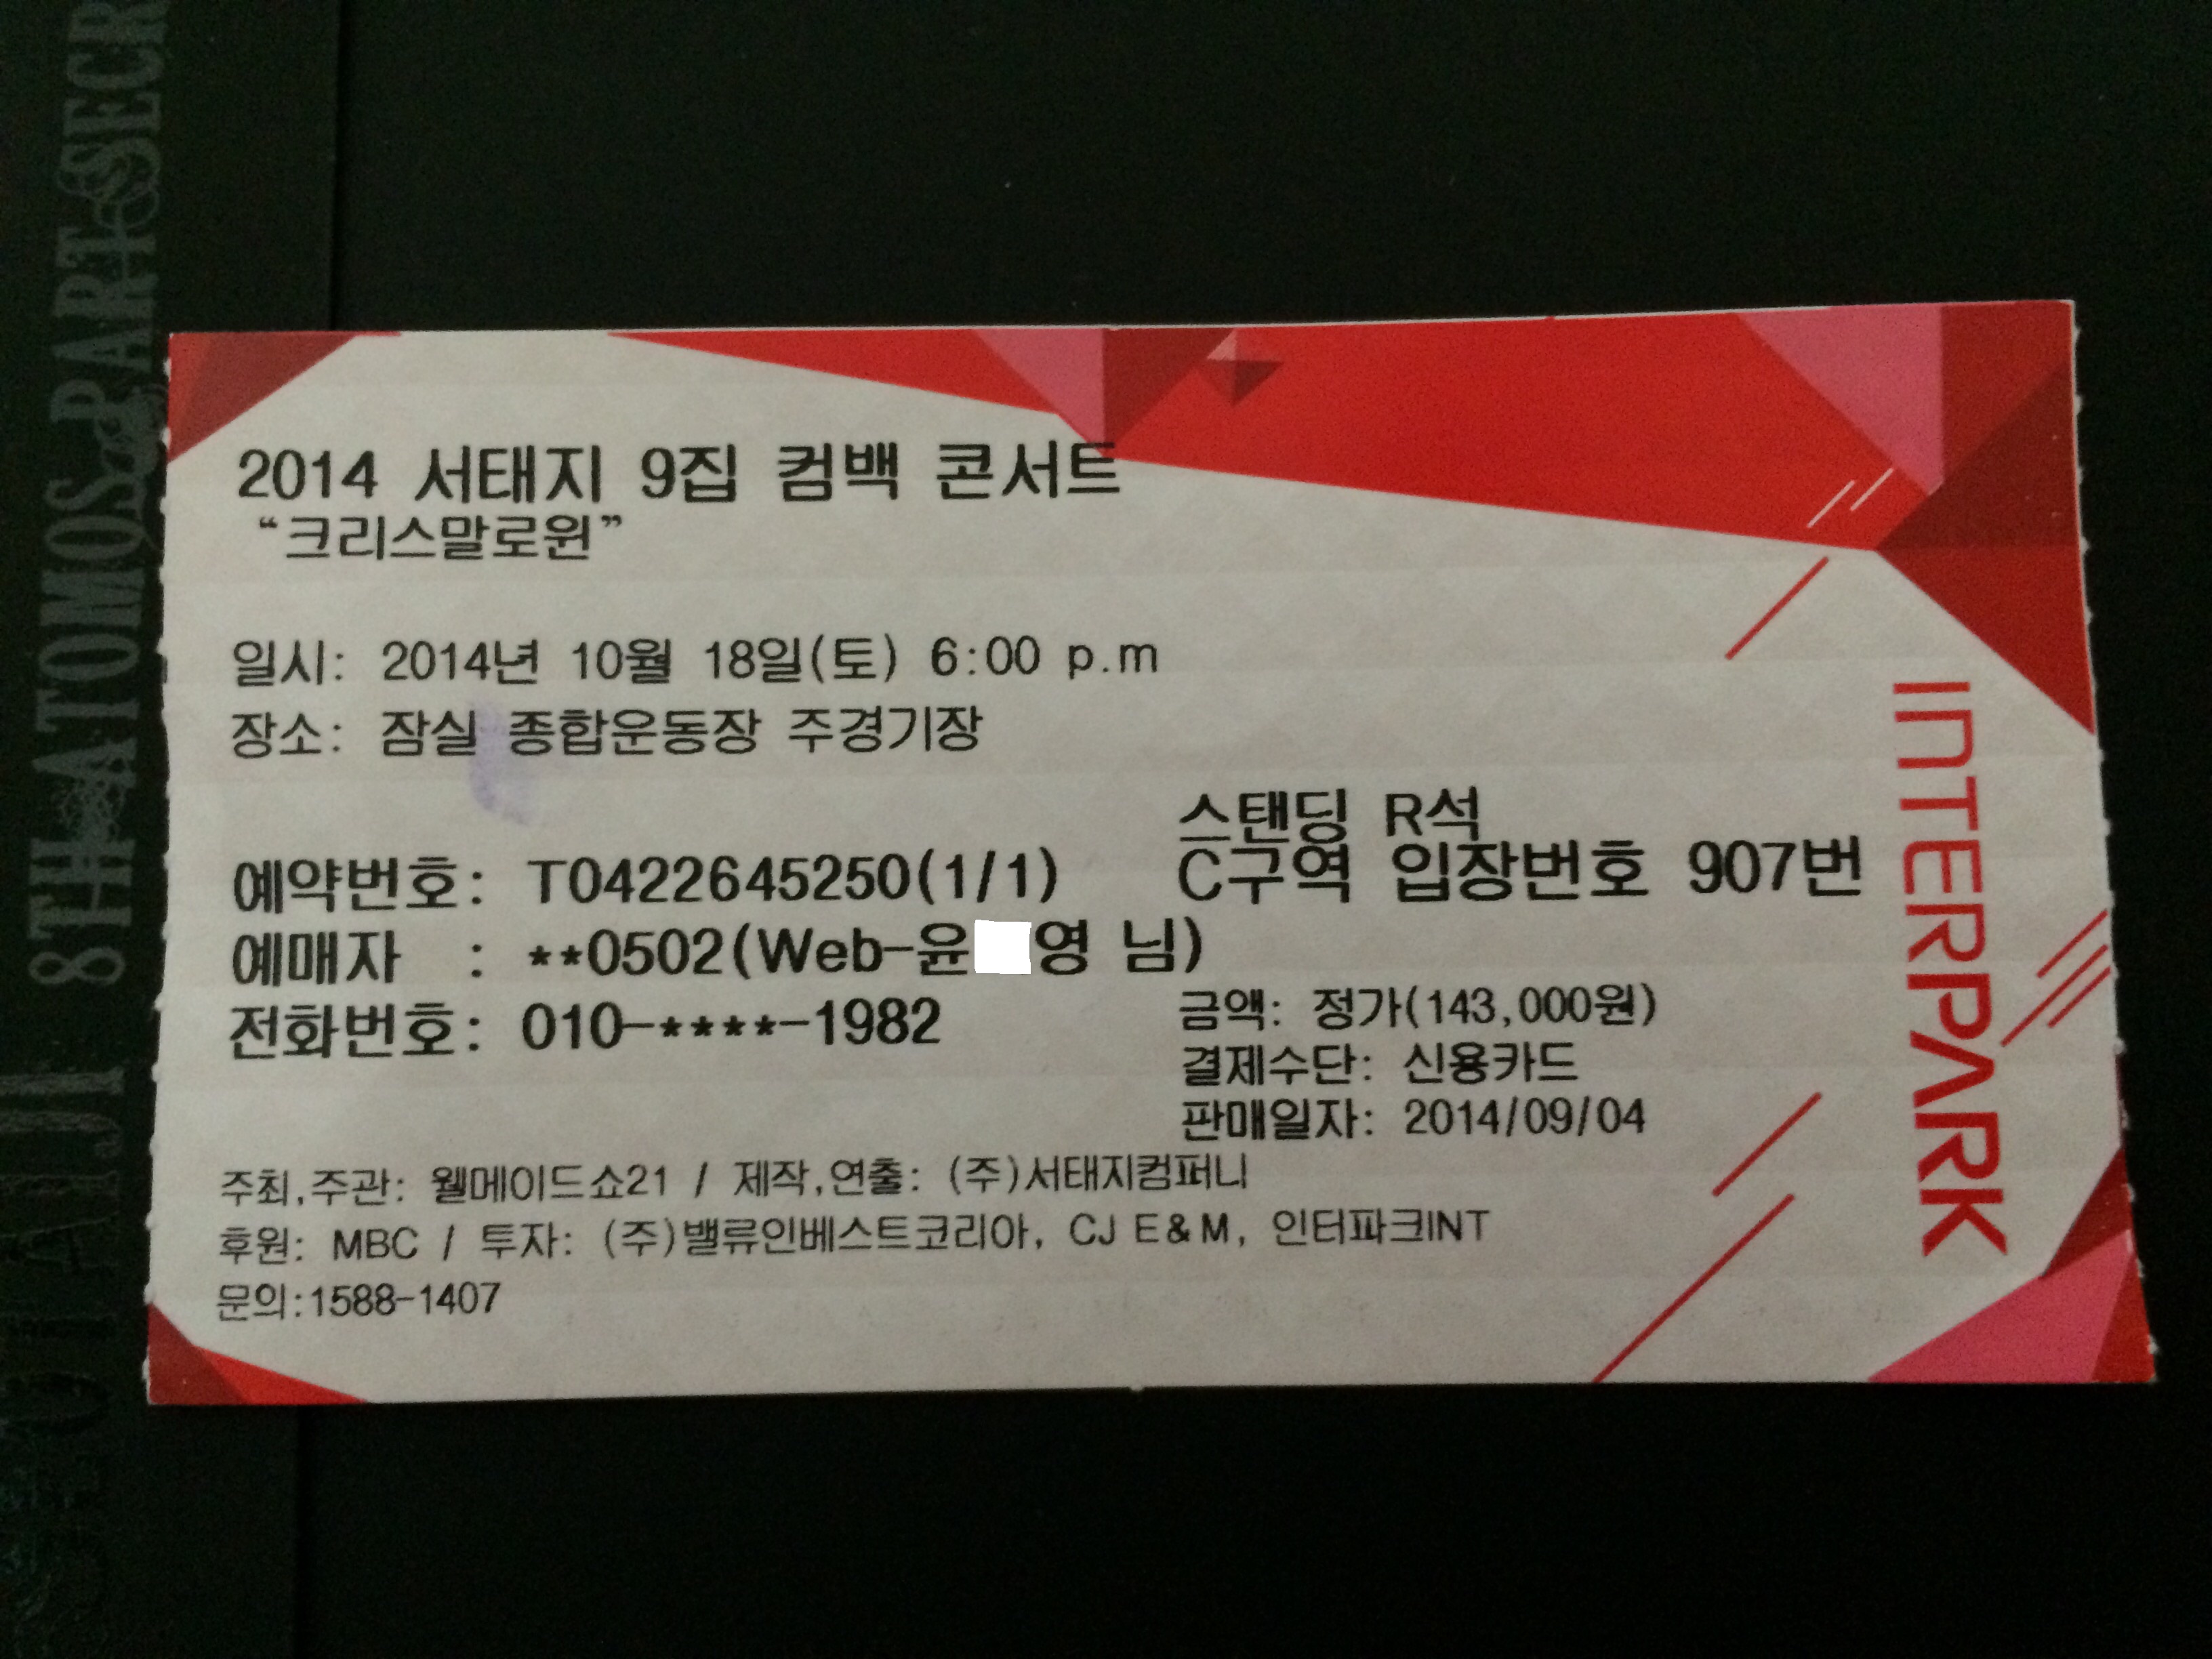 2014 서태지 9집 컴백 콘서트
“크리스말로윈”
일시: 2014년 10월 18일(토) 6:00 p.m
장소: 잠실 종합운동장 주경기장
스탠딩 R석
C구역 입장번호 907번
예약번호: T0422645250(1/1)
예매자 : **0502(Web-윤 영 님)
전화번호: 010-****-1982
금액: 정가(143,000원)
결제수단: 신용카드
판매일자: 2014/09/04
주최,주관: 웰메이드쇼21 / 제작,연출: (주)서태지컴퍼니
후원: MBC / 투자: (주)밸류인베스트코리아, CJ E&M, 인터파크INT
문의:1588-1407
INTERPARK
8TH ATOMOS PART